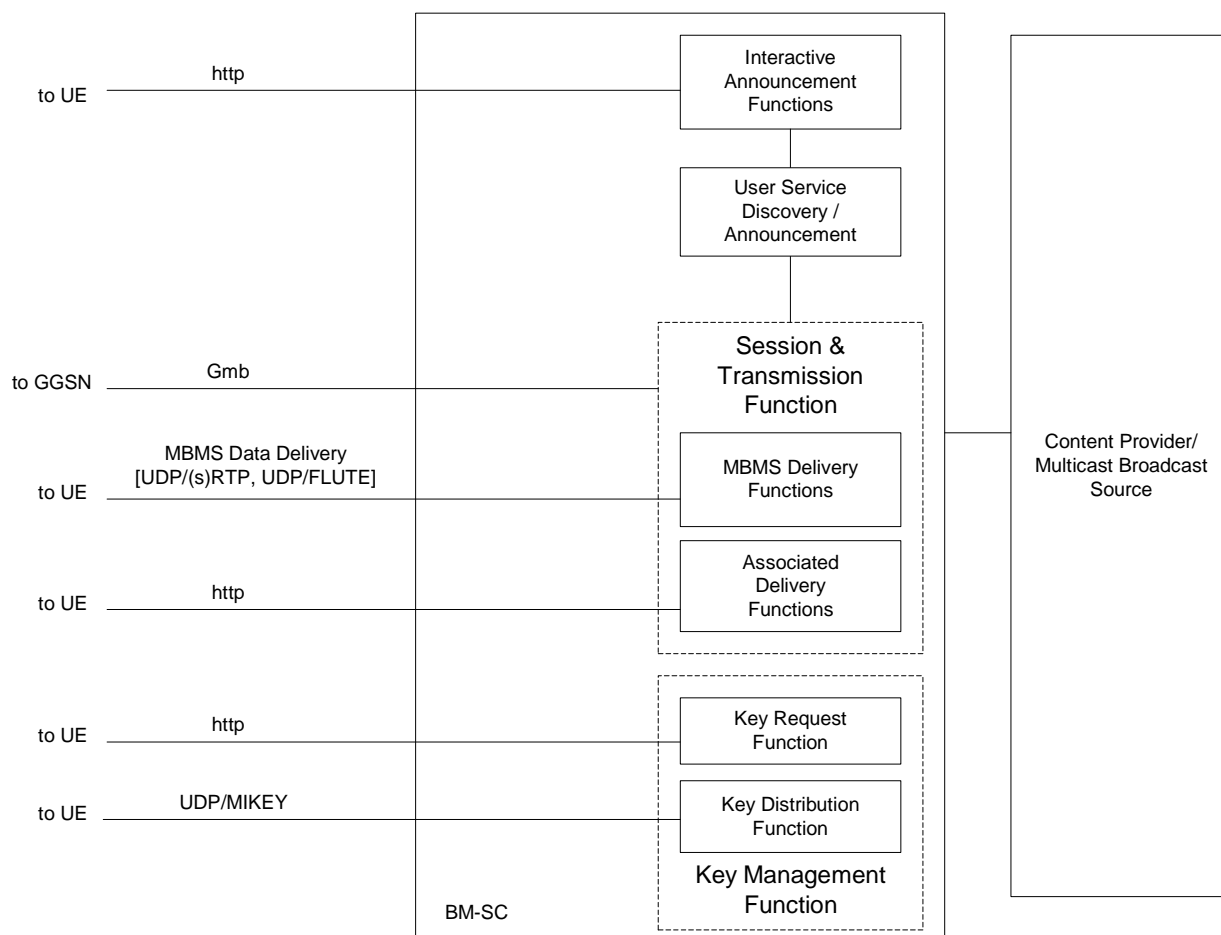 Interactive
Announcement
Functions
http
to UE
User Service
Discovery /
Announcement
Session &
Transmission
Function
Gmb
to GGSN
MBMS Data Delivery
[UDP/(s)RTP, UDP/FLUTE]
to UE
MBMS Delivery
Functions
Content Provider/
Multicast Broadcast
Source
Associated
Delivery
Functions
http
to UE
Key Request
Function
http
to UE
UDP/MIKEY
to UE
Key Distribution
Function
Key Management
Function
BM-SC